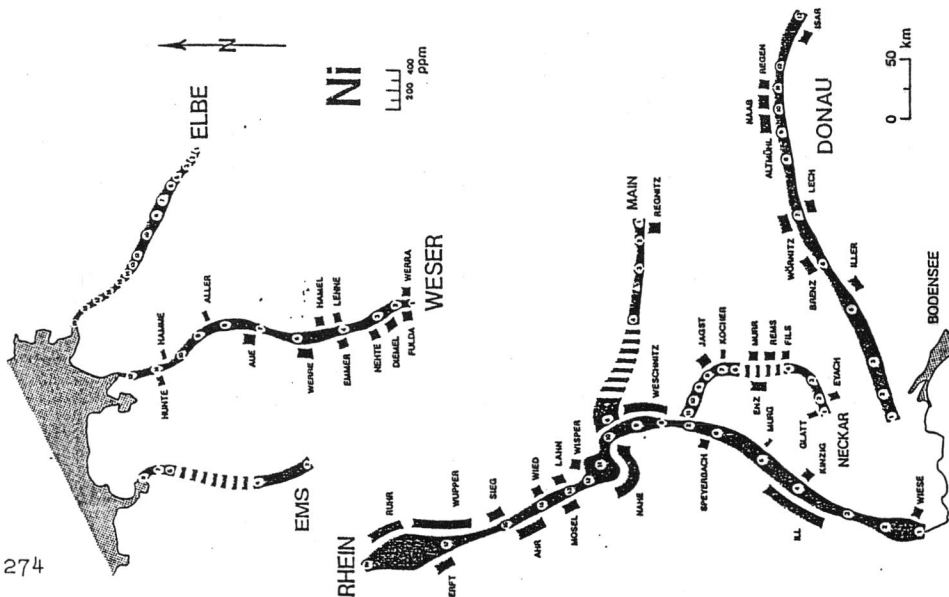 274
N
Ni
200 400
ppm
ELBE
HAMME
HUNTE
ALLER
AUE
WERRE
HAMEL
LENNE
EMMER
NEHTE
DIEMEL
FULDA
WERRA
WESER
EMS
RHEIN
RUHR
WUPPER
ERFT
SIEG
AHR
WIED
MOSEL
LAHN
WISPER
NAHE
MAIN
REGNITZ
WESCHNITZ
SPEYERBACH
JAGST
KOCHER
ENZ
MURR
REMS
FILS
MURG
GLATT
ETACH
KINZIG
NECKAR
ILL
WIESE
BODENSEE
DONAU
ISAR
REGEN
NAAB
ALTMÜHL
LECH
WÖRNITZ
BRENZ
ILLER
0 50 km